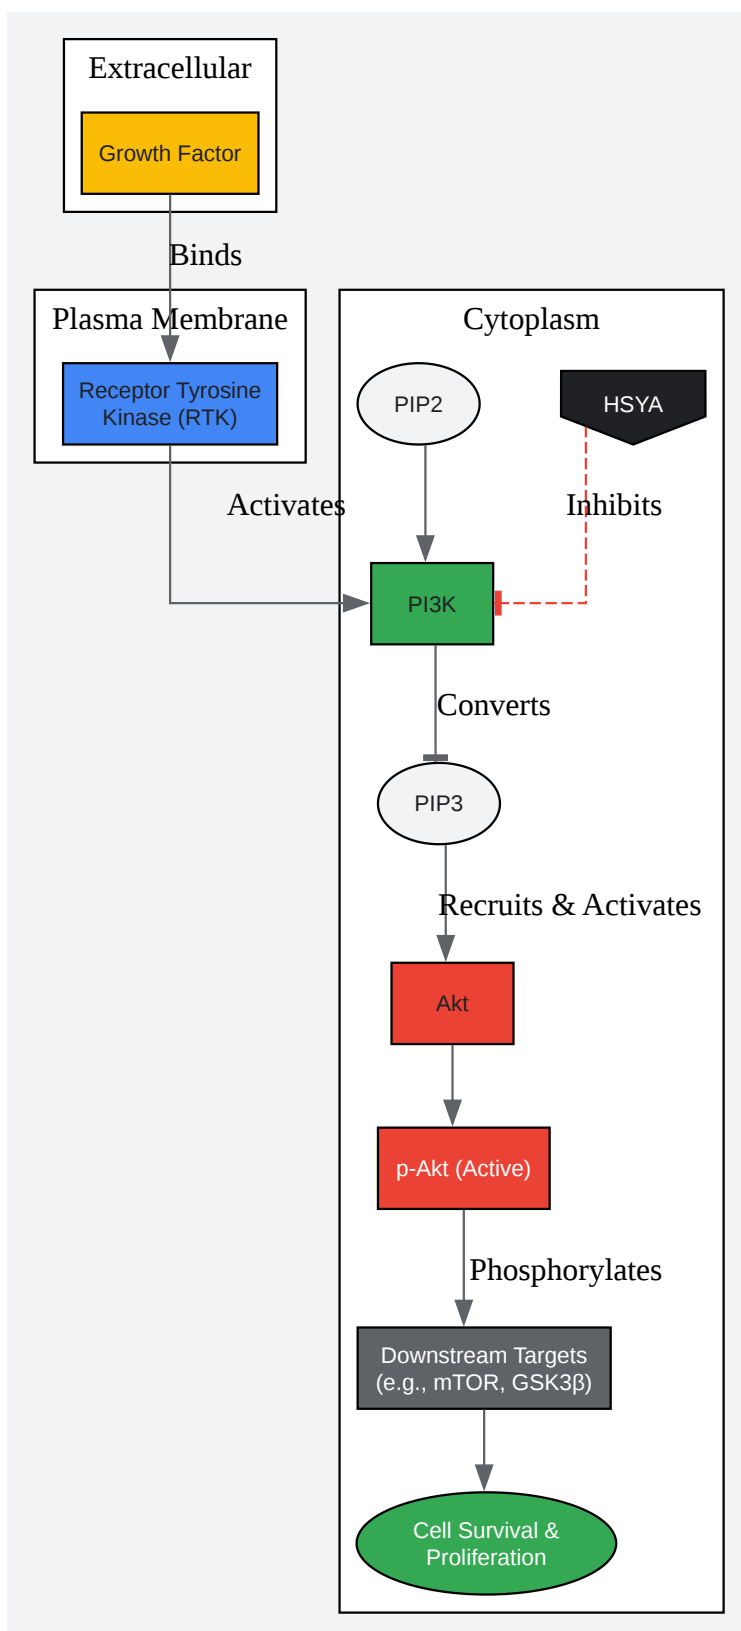 Extracellular
Growth Factor
Binds
Plasma Membrane
Receptor Tyrosine
Kinase (RTK)
Cytoplasm
PIP2
HSYA
Activates
Inhibits
PI3K
Converts
PIP3
Recruits & Activates
Akt
p-Akt (Active)
Phosphorylates
Downstream Targets
(e.g., mTOR, GSK3β)
Cell Survival &
Proliferation